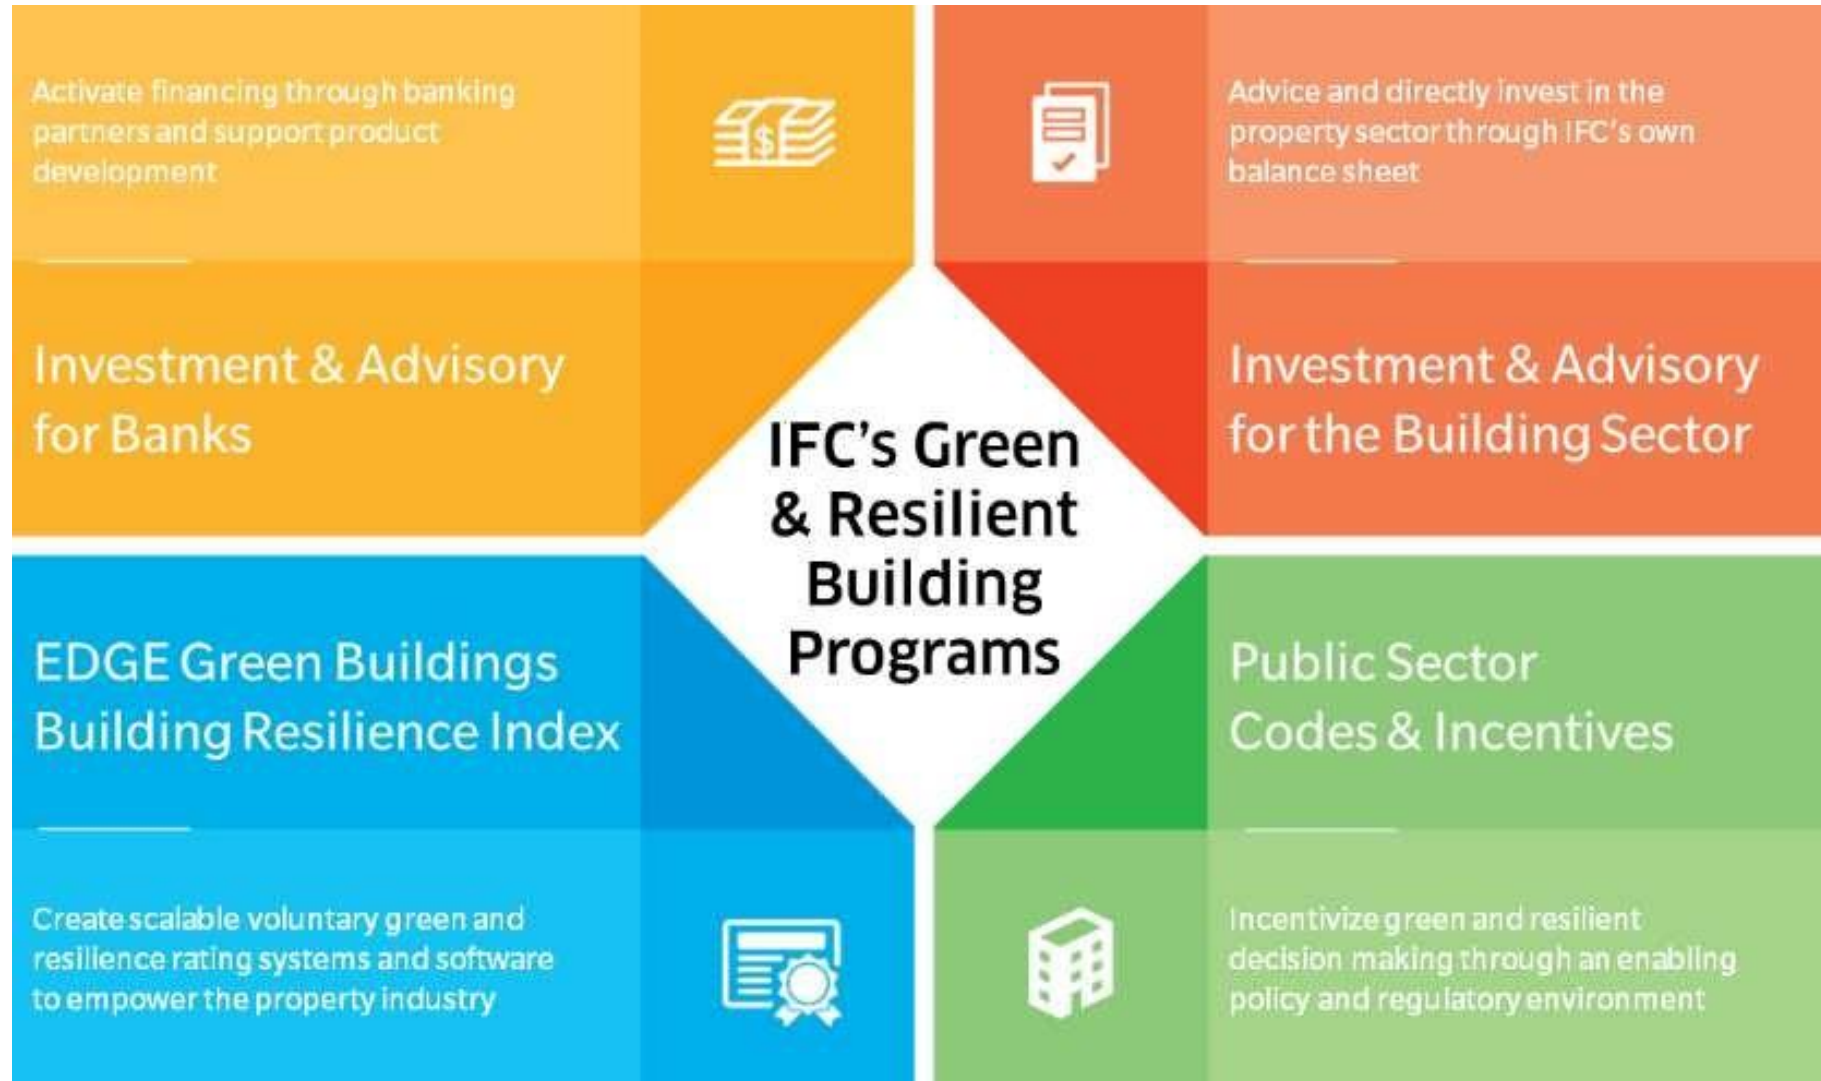 Activate financing through banking
partners and support product
development
Investment & Advisory
for Banks
Advice and directly invest in the
property sector through IFC's own
balance sheet
Investment & Advisory
for the Building Sector
IFC's Green
& Resilient
Building
Programs
EDGE Green Buildings
Building Resilience Index
Create scalable voluntary green and
resilience rating systems and software
to empower the property industry
Public Sector
Codes & Incentives
Incentivize green and resilient
decision making through an enabling
policy and regulatory environment
$